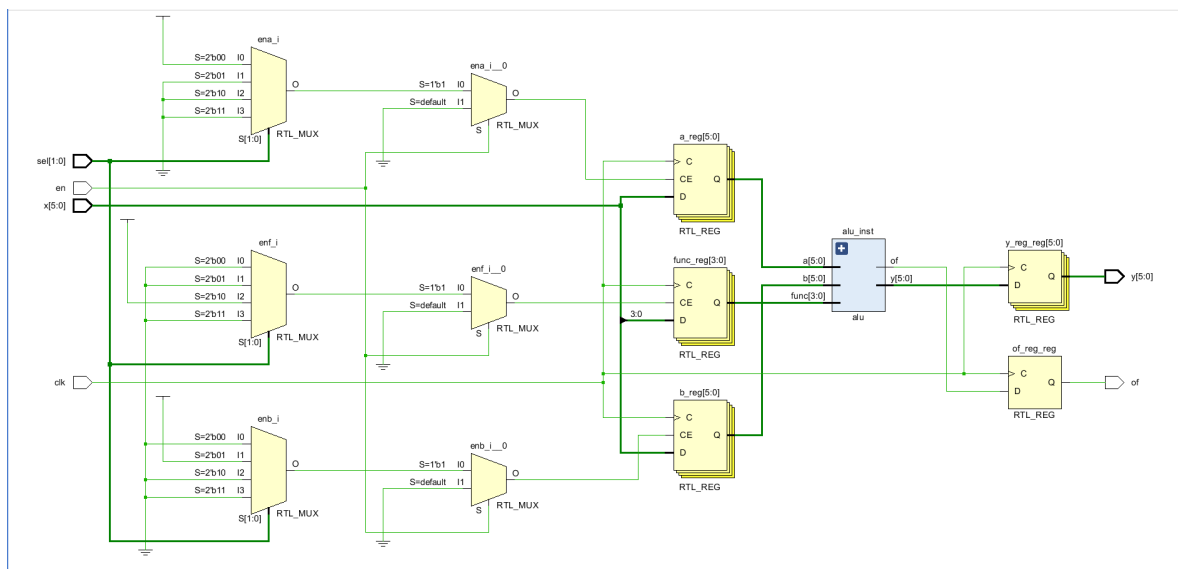 ena_i
S=2'b00 I0
S=2'b01 I1
S=2'b10 I2
S=2'b11 I3
O
S[1:0]
RTL_MUX
ena_i__0
S=1'b1 I0
S=default I1
O
S
RTL_MUX
sel[1:0]
en
x[5:0]
a_reg[5:0]
C
CE Q
D
RTL_REG
enf_i
S=2'b00 I0
S=2'b01 I1
S=2'b10 I2
S=2'b11 I3
O
S[1:0]
RTL_MUX
enf_i__0
S=1'b1 I0
S=default I1
O
S
RTL_MUX
func_reg[3:0]
C
CE Q
3:0
D
RTL_REG
alu_inst
a[5:0] of
b[5:0] y[5:0]
func[3:0]
alu
y_reg_reg[5:0]
C Q
D
RTL_REG
y[5:0]
of_reg_reg
C Q
D
RTL_REG
of
clk
b_reg[5:0]
C
CE Q
D
RTL_REG
enb_i
S=2'b00 I0
S=2'b01 I1
S=2'b10 I2
S=2'b11 I3
O
S[1:0]
RTL_MUX
enb_i__0
S=1'b1 I0
S=default I1
O
S
RTL_MUX